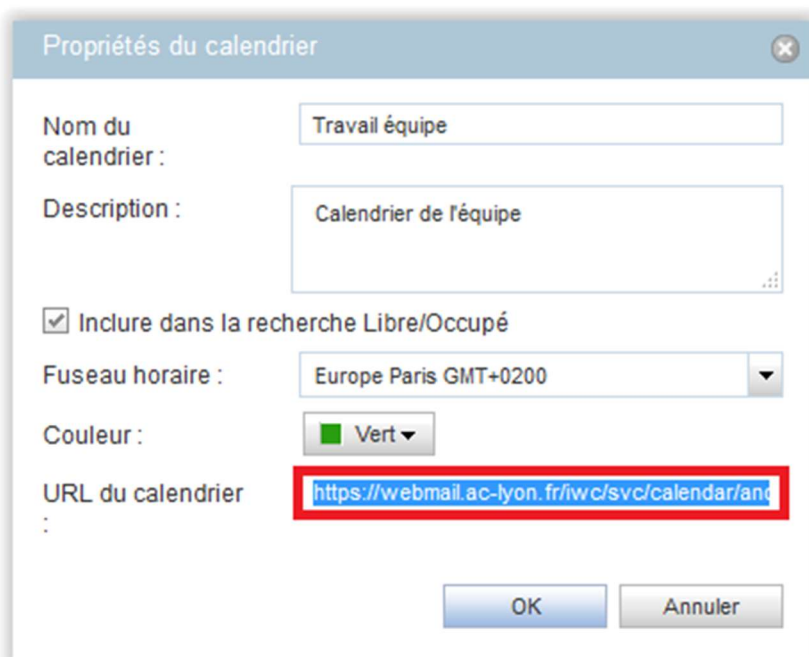 Propriétés du calendrier
Nom du
calendrier :
Travail équipe
Description :
Calendrier de l'équipe
Inclure dans la recherche Libre/Occupé
Fuseau horaire :
Europe Paris GMT+0200
Couleur :
Vert
URL du calendrier
:
https://webmail.ac-lyon.fr/iwc/svc/calendar/and
OK
Annuler